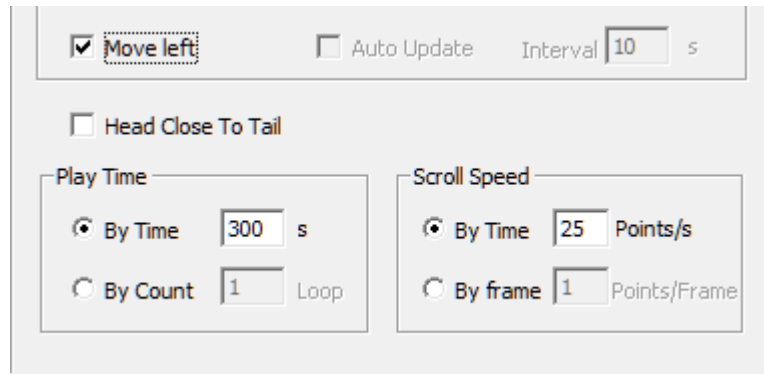 Move left Auto Update Interval 10 s
Head Close To Tail
Play Time
By Time 300 s
By Count 1 Loop
Scroll Speed
By Time 25 Points/s
By frame 1 Points/Frame